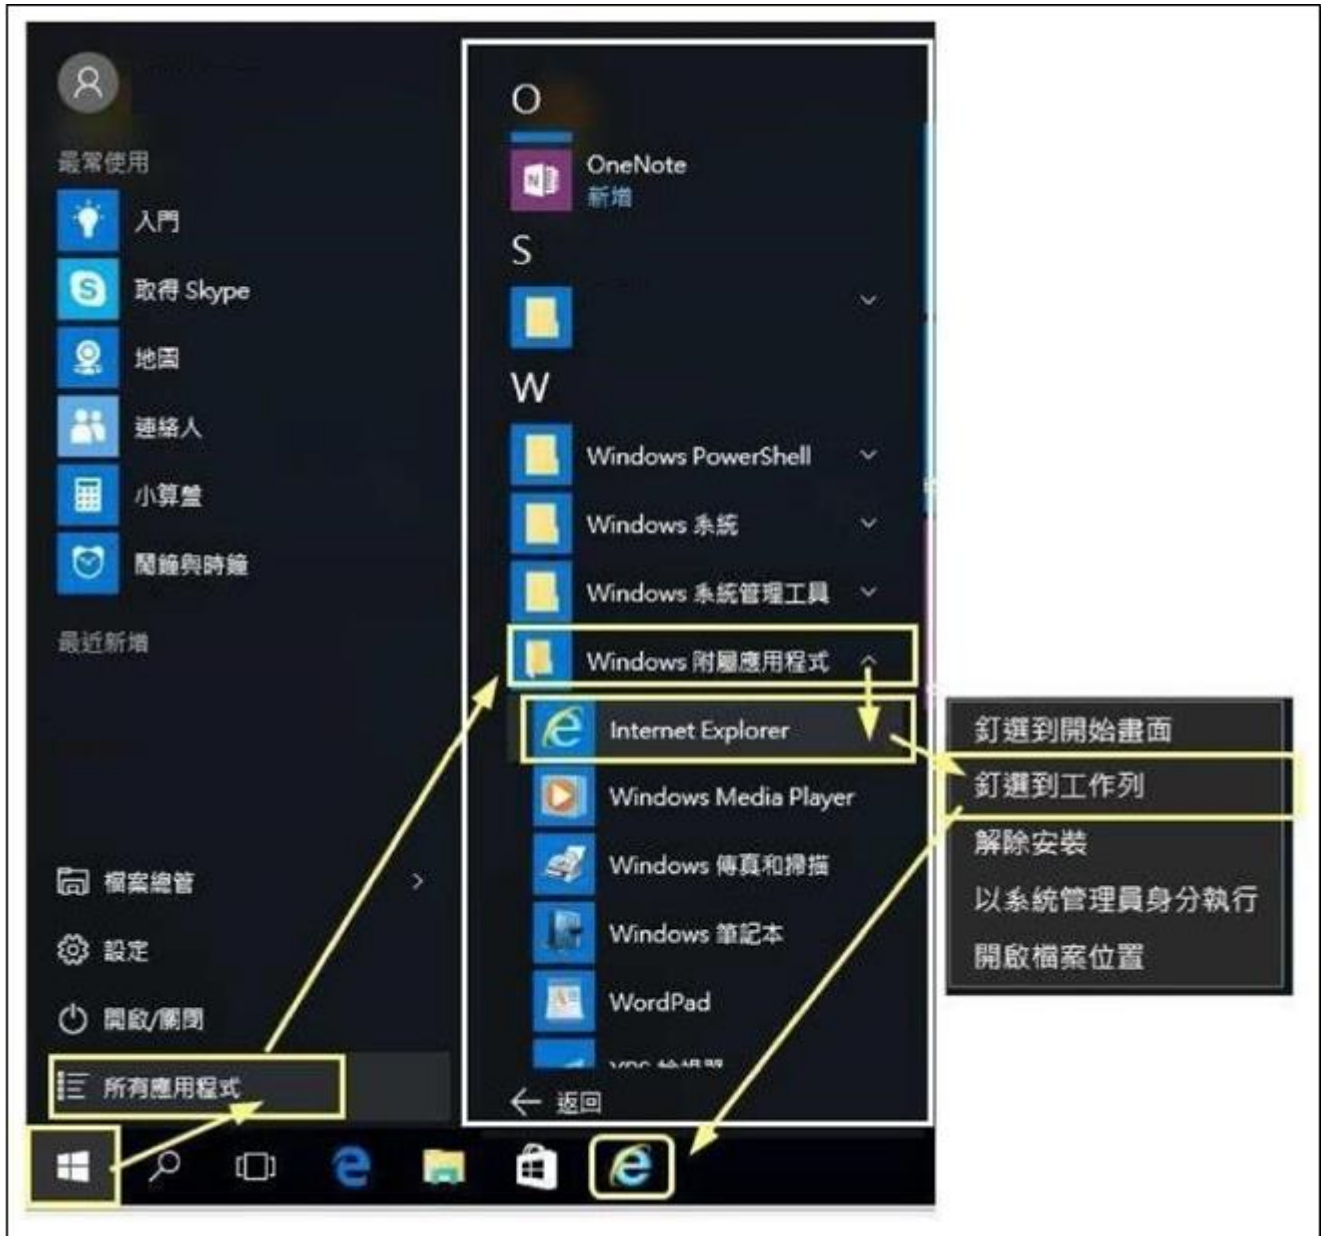 最常使用
入門
取得 Skype
地圖
連絡人
小算盤
鬧鐘與時鐘
最近新增
檔案總管
設定
開啟/關閉
所有應用程式
O
OneNote
新增
S
W
Windows PowerShell
Windows 系統
Windows 系統管理工具
Windows 附屬應用程式
Internet Explorer
Windows Media Player
Windows 傳真和掃描
Windows 筆記本
WordPad
返回
釘選到開始畫面
釘選到工作列
解除安裝
以系統管理員身分執行
開啟檔案位置